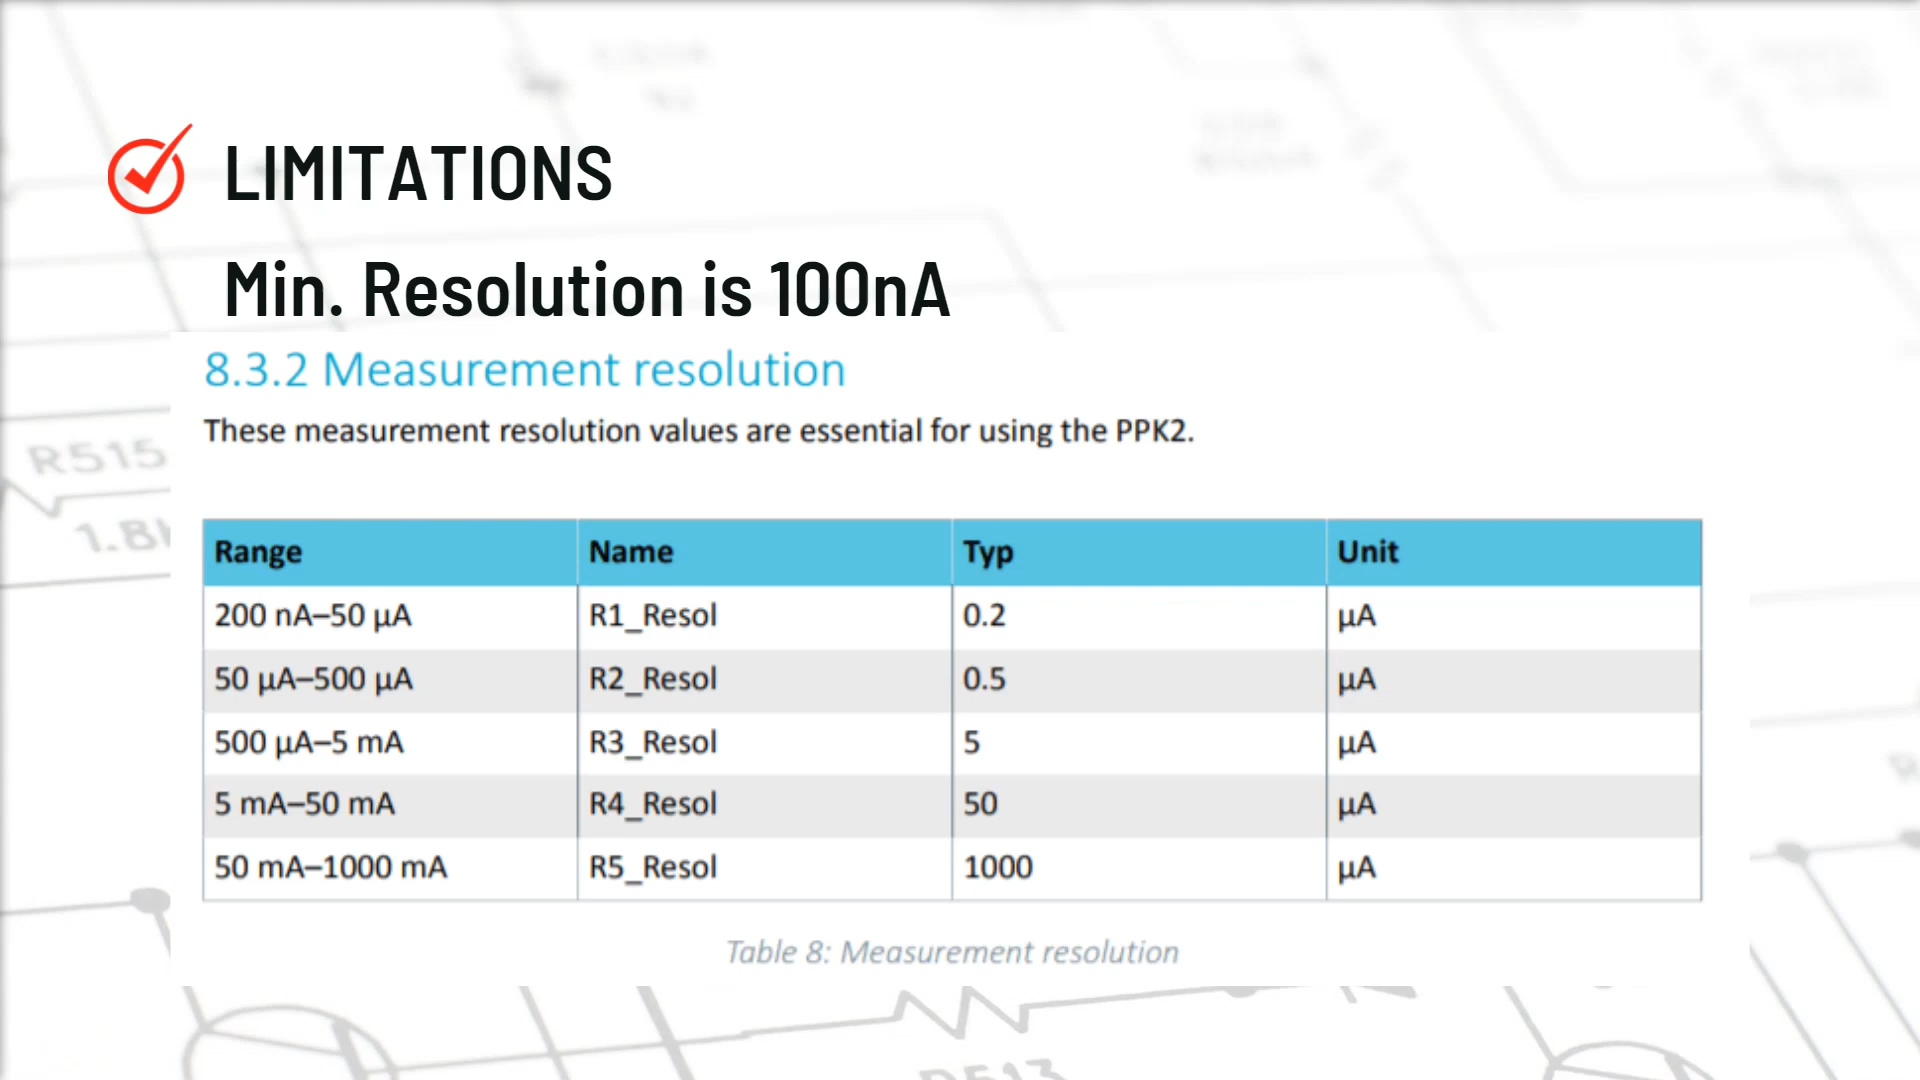 LIMITATIONS
Min. Resolution is 100nA
8.3.2 Measurement resolution
These measurement resolution values are essential for using the PPK2.
R515
1.8k
Range Name Typ Unit
200 nA–50 µA R1_Resol 0.2 µA
50 µA–500 µA R2_Resol 0.5 µA
500 µA–5 mA R3_Resol 5 µA
5 mA–50 mA R4_Resol 50 µA
50 mA–1000 mA R5_Resol 1000 µA
Table 8: Measurement resolution
R513